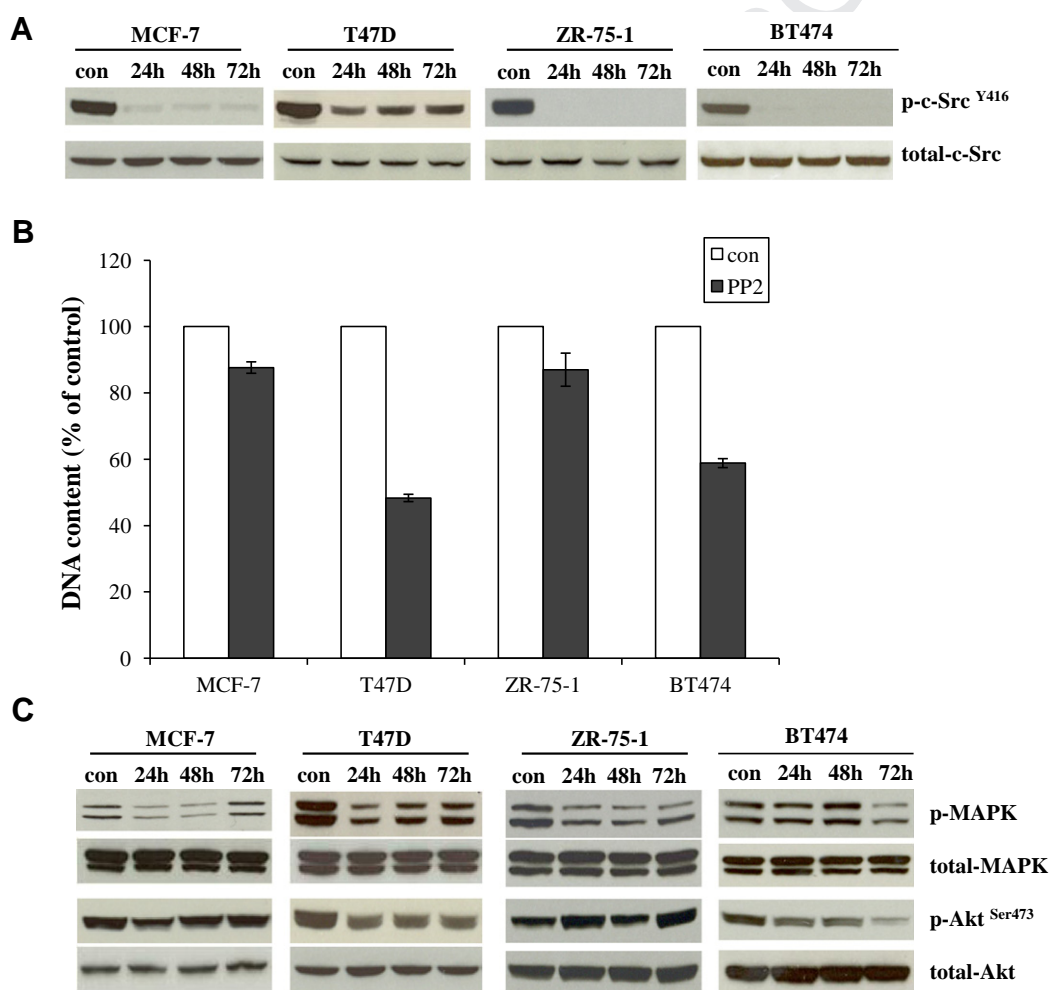 A
MCF-7 T47D ZR-75-1 BT474
con 24h 48h 72h con 24h 48h 72h con 24h 48h 72h con 24h 48h 72h
p-c-Src Y416
total-c-Src
B
con
PP2
DNA content (% of control)
120
100
80
60
40
20
0
MCF-7 T47D ZR-75-1 BT474
C
MCF-7 T47D ZR-75-1 BT474
con 24h 48h 72h con 24h 48h 72h con 24h 48h 72h con 24h 48h 72h
p-MAPK
total-MAPK
p-Akt Ser473
total-Akt